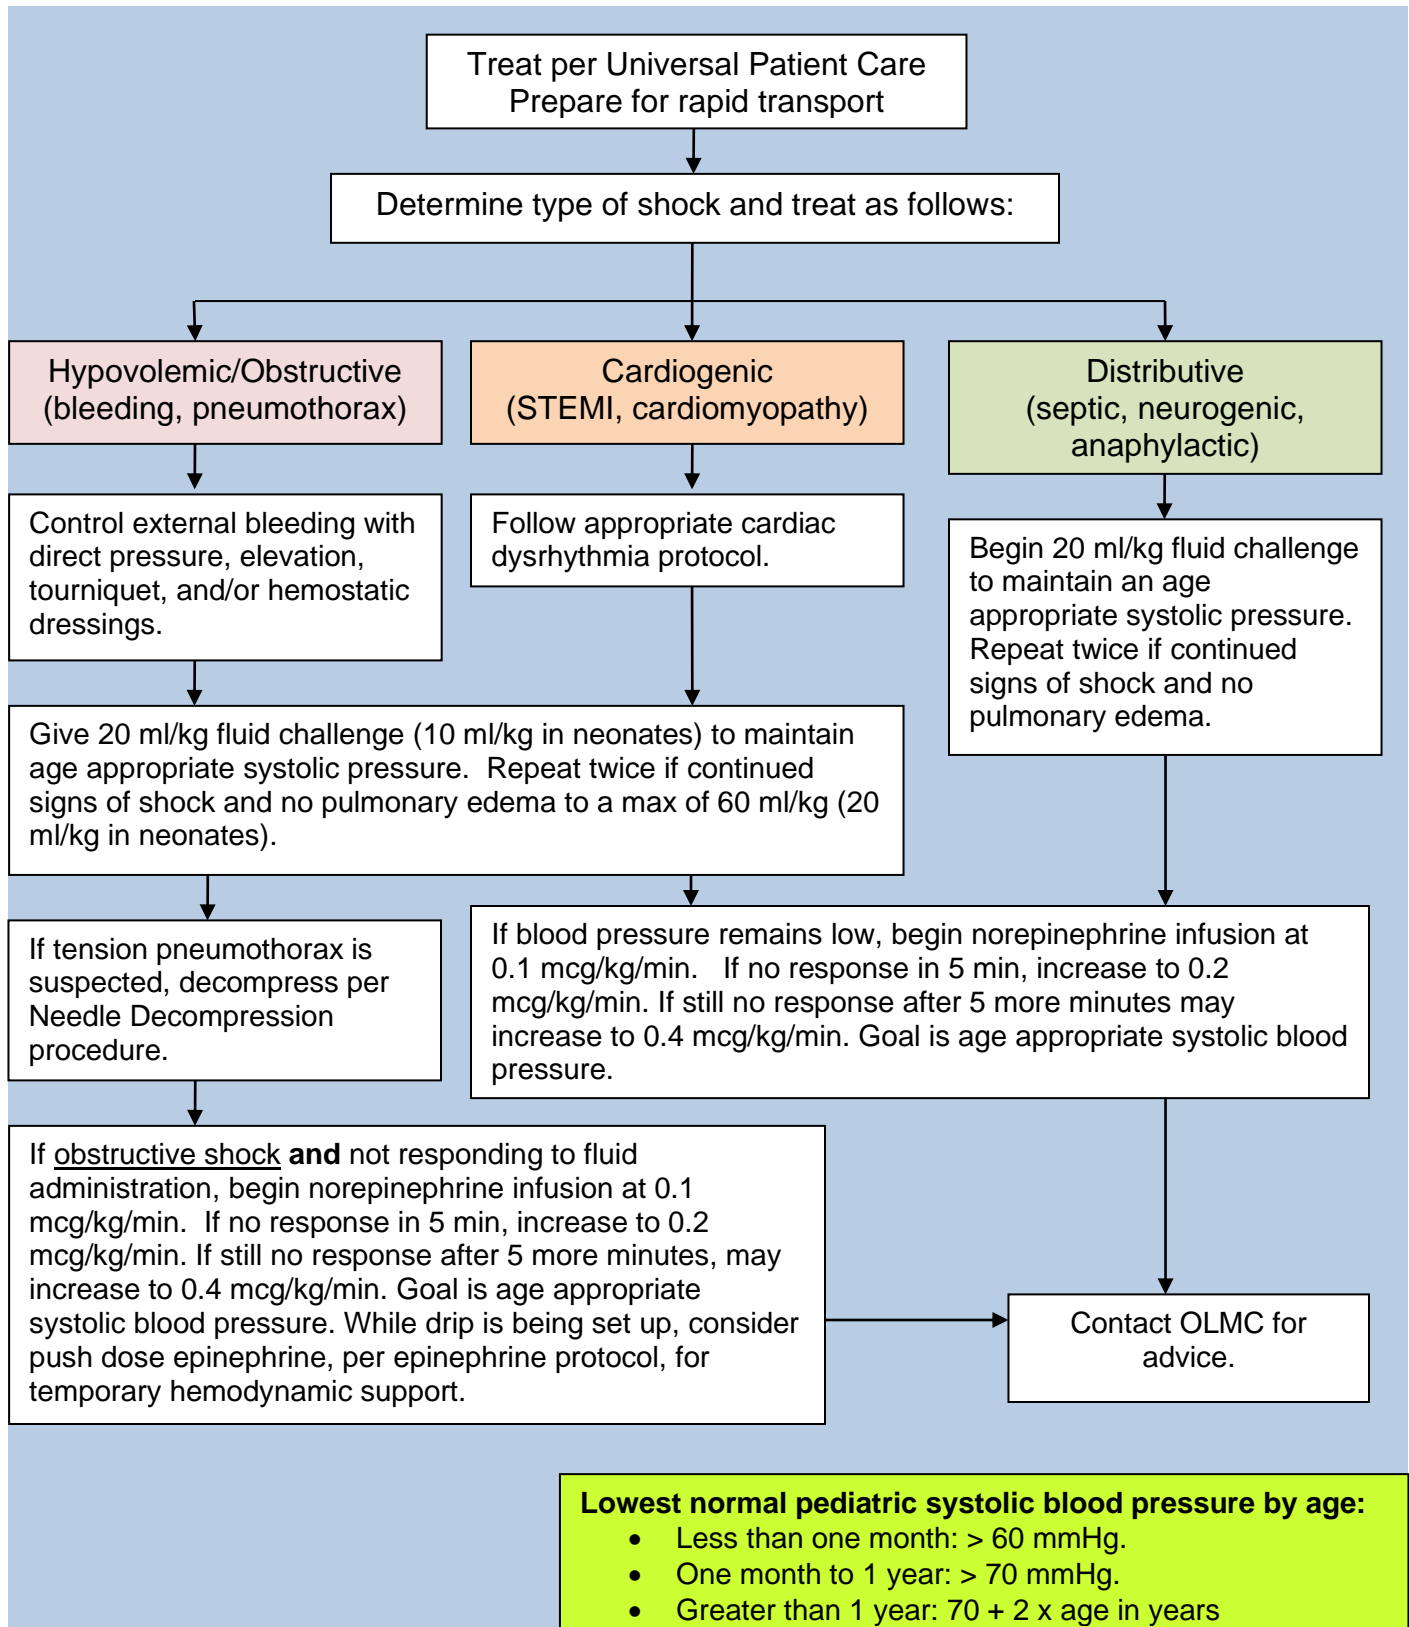 Treat per Universal Patient Care
Prepare for rapid transport
Determine type of shock and treat as follows:
Hypovolemic/Obstructive
(bleeding, pneumothorax)
Cardiogenic
(STEMI, cardiomyopathy)
Distributive
(septic, neurogenic,
anaphylactic)
Control external bleeding with
direct pressure, elevation,
tourniquet, and/or hemostatic
dressings.
Follow appropriate cardiac
dysrhythmia protocol.
Begin 20 ml/kg fluid challenge
to maintain an age
appropriate systolic pressure.
Repeat twice if continued
signs of shock and no
pulmonary edema.
Give 20 ml/kg fluid challenge (10 ml/kg in neonates) to maintain
age appropriate systolic pressure.  Repeat twice if continued
signs of shock and no pulmonary edema to a max of 60 ml/kg (20
ml/kg in neonates).
If tension pneumothorax is
suspected, decompress per
Needle Decompression
procedure.
If blood pressure remains low, begin norepinephrine infusion at
0.1 mcg/kg/min.   If no response in 5 min, increase to 0.2
mcg/kg/min. If still no response after 5 more minutes may
increase to 0.4 mcg/kg/min. Goal is age appropriate systolic blood
pressure.
If obstructive shock and not responding to fluid
administration, begin norepinephrine infusion at 0.1
mcg/kg/min.  If no response in 5 min, increase to 0.2
mcg/kg/min. If still no response after 5 more minutes, may
increase to 0.4 mcg/kg/min. Goal is age appropriate
systolic blood pressure. While drip is being set up, consider
push dose epinephrine, per epinephrine protocol, for
temporary hemodynamic support.
Contact OLMC for
advice.
Lowest normal pediatric systolic blood pressure by age:
• Less than one month: > 60 mmHg.
• One month to 1 year: > 70 mmHg.
• Greater than 1 year: 70 + 2 x age in years